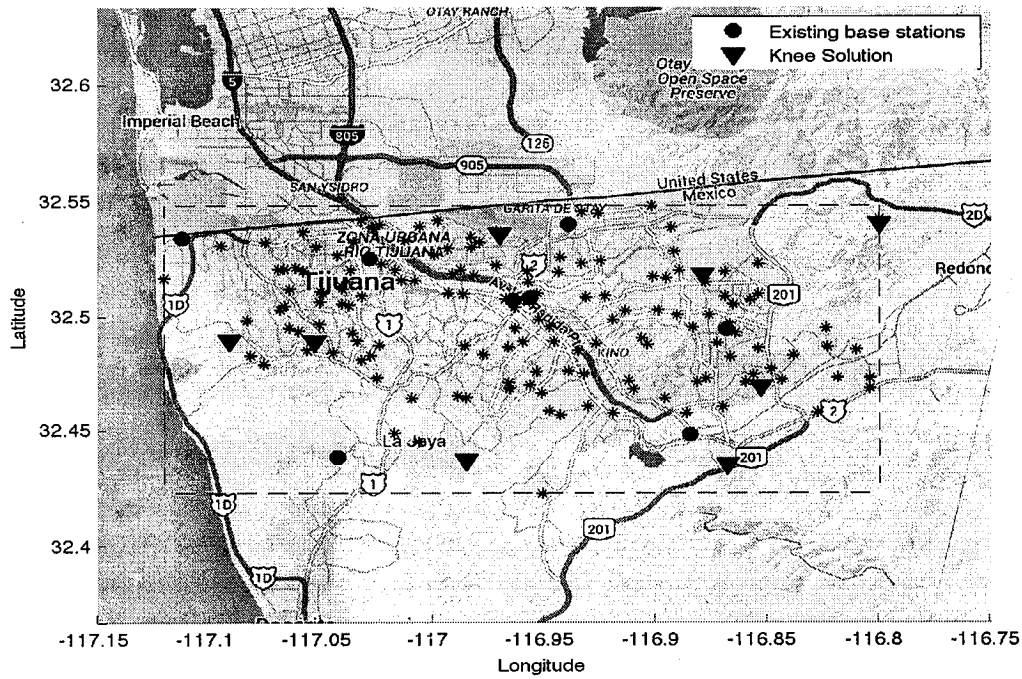 OTAY RANCH
Existing base stations
Knee Solution
Otay
Open Space
Preserve
32.6
5
Imperial Beach
805
126
905
SAN YSIDRO
United States
Mexico
32.55
GARITA DE OTAY
2D
ZONA URBANA
RIO TIJUANA
2
Tijuana
Redond
1D
201
32.5
1
KINO
Latitude
2
32.45
La Joya
201
1
1D
201
32.4
1D
-117.15
-117.1
-117.05
-117
-116.95
-116.9
-116.85
-116.8
-116.75
Longitude